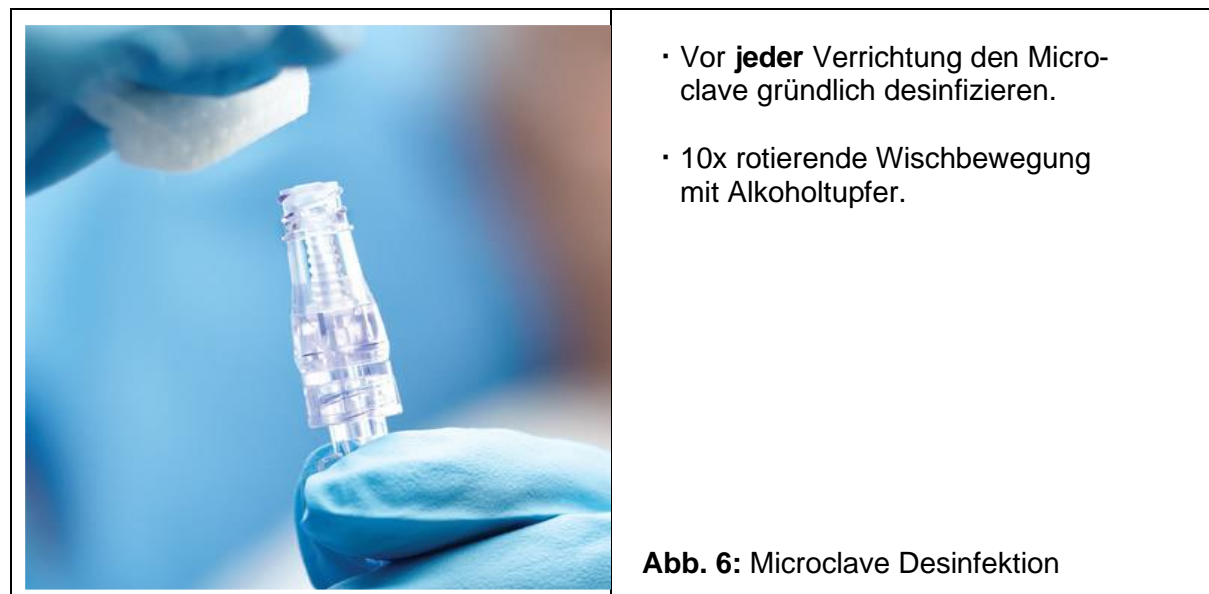 · Vor jeder Verrichtung den Micro-
clave gründlich desinfizieren.
· 10x rotierende Wischbewegung
mit Alkoholtupfer.
Abb. 6: Microclave Desinfektion